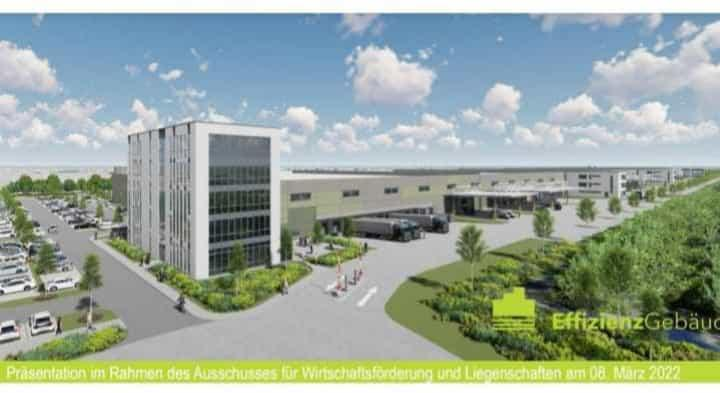 EffizienzGebäud
Präsentation im Rahmen des Ausschusses für Wirtschaftsförderung und Liegenschaften am 08. März 2022